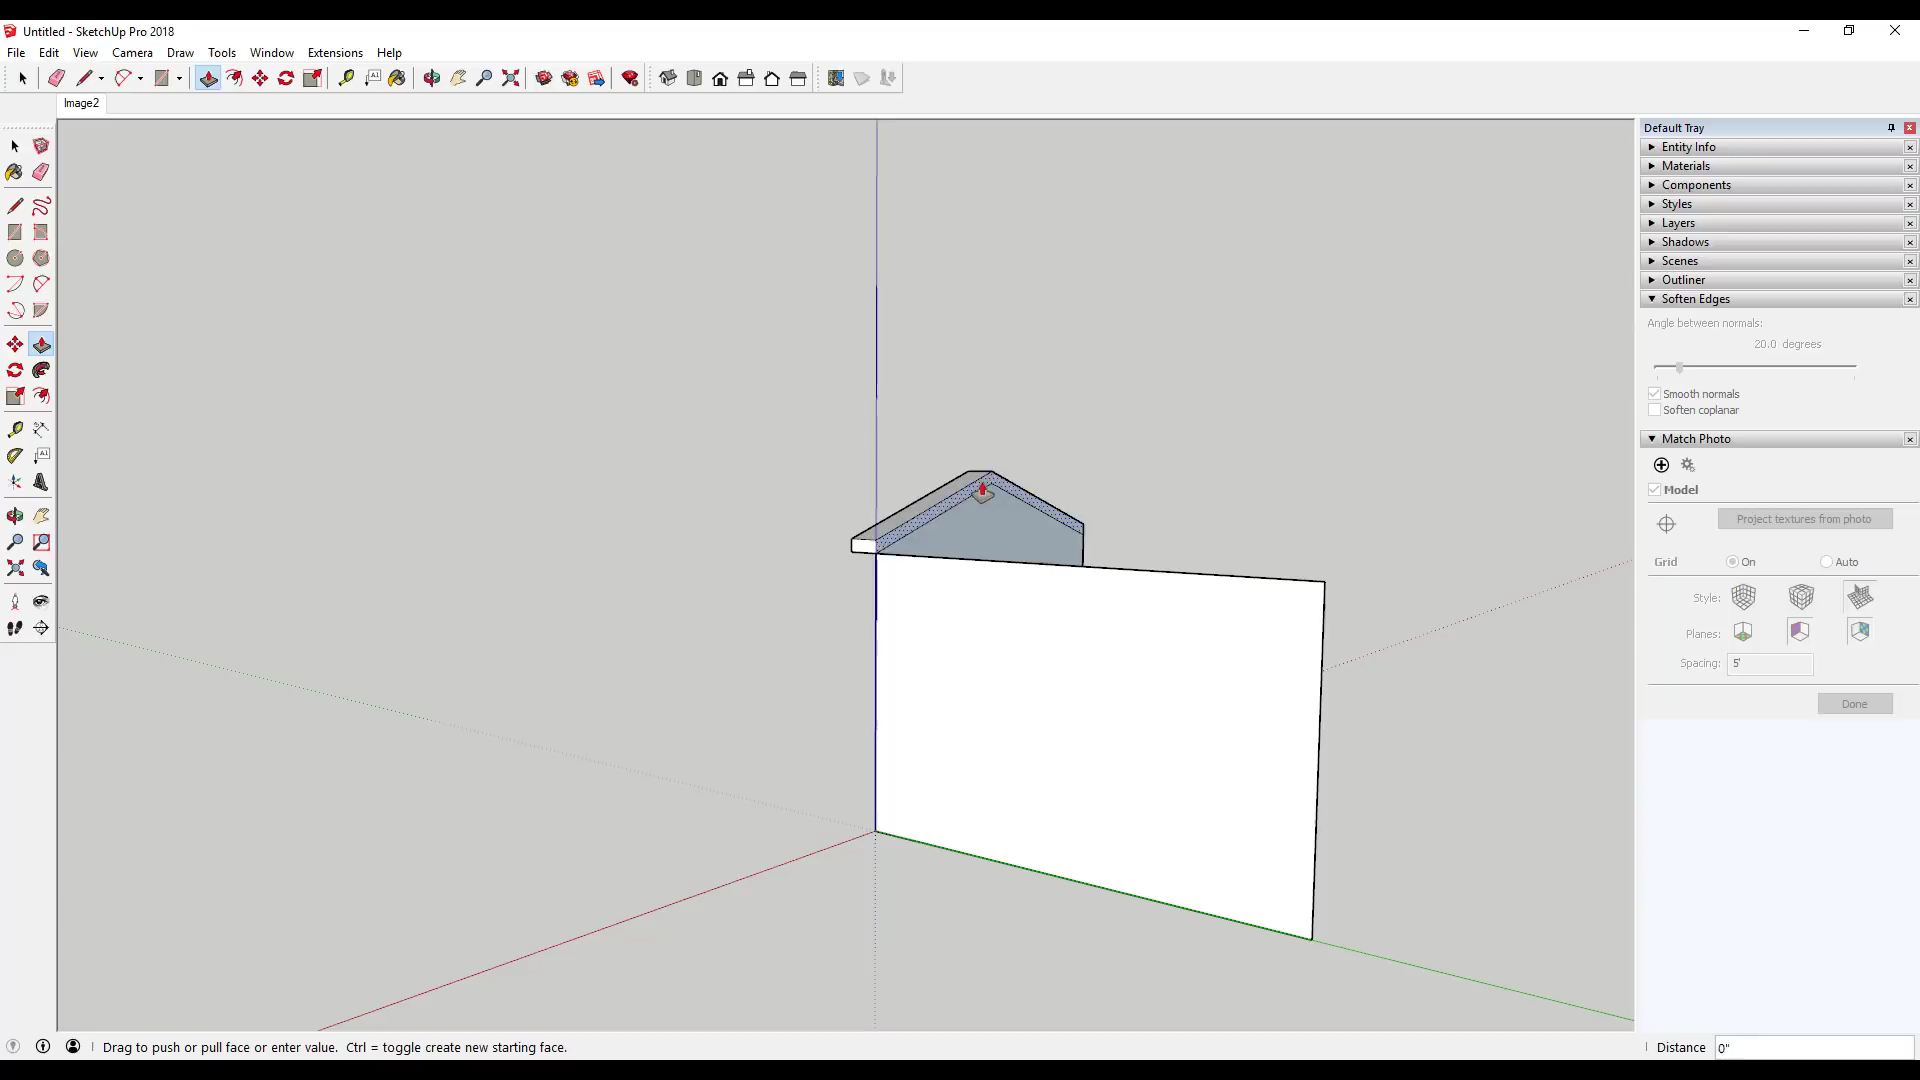 Untitled - SketchUp Pro 2018
File Edit View Camera Draw Tools Window Extensions Help
A1
Image2
Default Tray
Entity Info
Materials
Components
Styles
Layers
Shadows
Scenes
Outliner
Soften Edges
Angle between normals:
20.0 degrees
Smooth normals
Soften coplanar
Match Photo
A1
Model
Project textures from photo
Grid On Auto
Style:
Planes:
Spacing: 5'
Done
Drag to push or pull face or enter value. Ctrl = toggle create new starting face.
Distance 0"